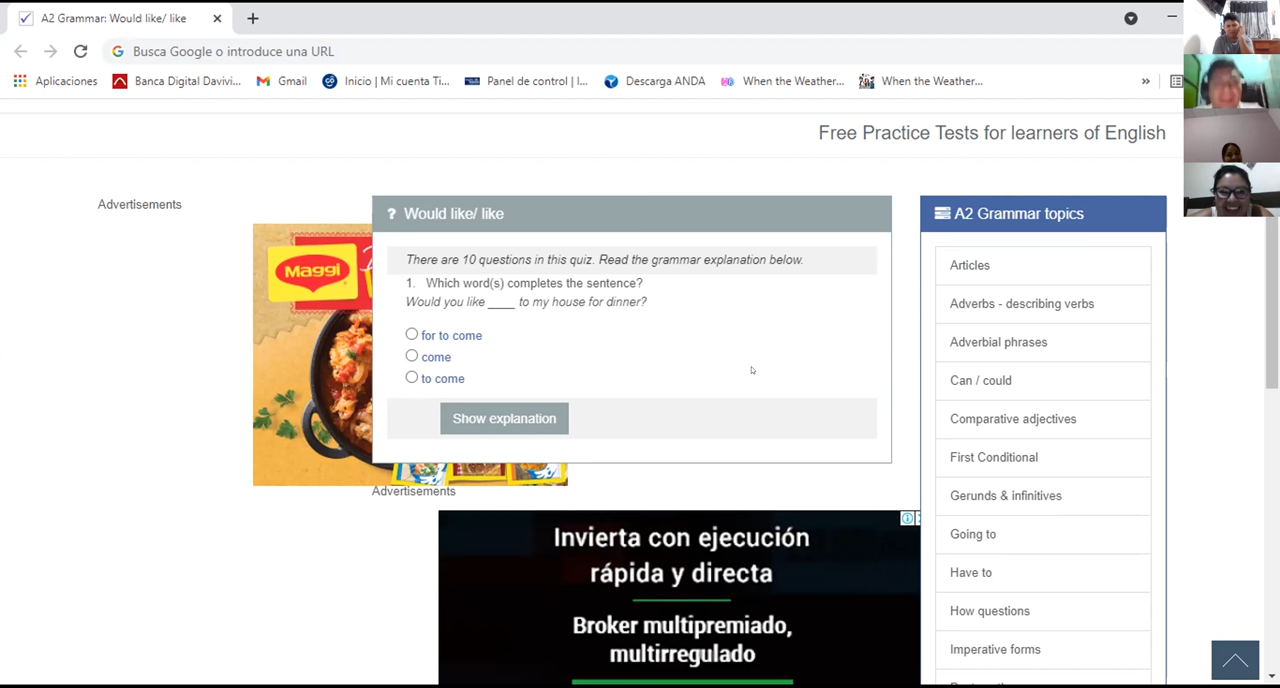 A2 Grammar: Would like/ like
Busca Google o introduce una URL
Aplicaciones
Banca Digital Davivi...
Gmail
Inicio | Mi cuenta Ti...
Panel de control | I...
Descarga ANDA
When the Weather...
When the Weather...
»
Free Practice Tests for learners of English
Advertisements
Maggi
? Would like/ like
There are 10 questions in this quiz. Read the grammar explanation below.
1. Which word(s) completes the sentence?
Would you like ____ to my house for dinner?
for to come
come
to come
Show explanation
Advertisements
Invierta con ejecución
rápida y directa
Broker multipremiado,
multirregulado
A2 Grammar topics
Articles
Adverbs - describing verbs
Adverbial phrases
Can / could
Comparative adjectives
First Conditional
Gerunds & infinitives
Going to
Have to
How questions
Imperative forms